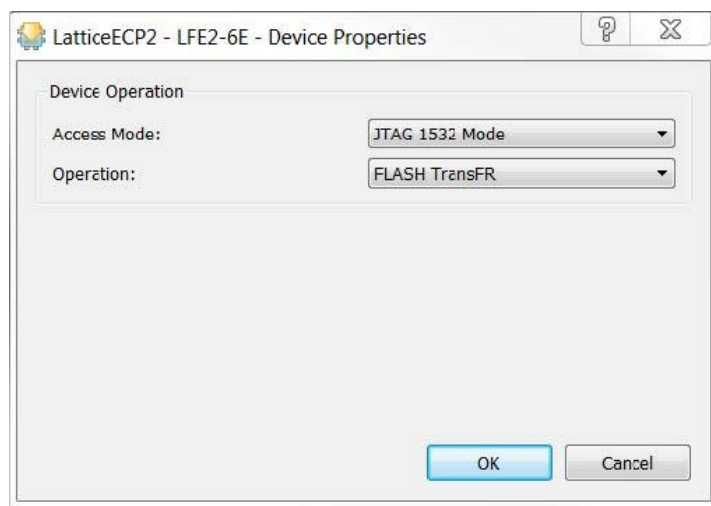 LatticeECP2 - LFE2-6E - Device Properties
Device Operation
Access Mode: JTAG 1532 Mode
Operation: FLASH TransFR
OK Cancel